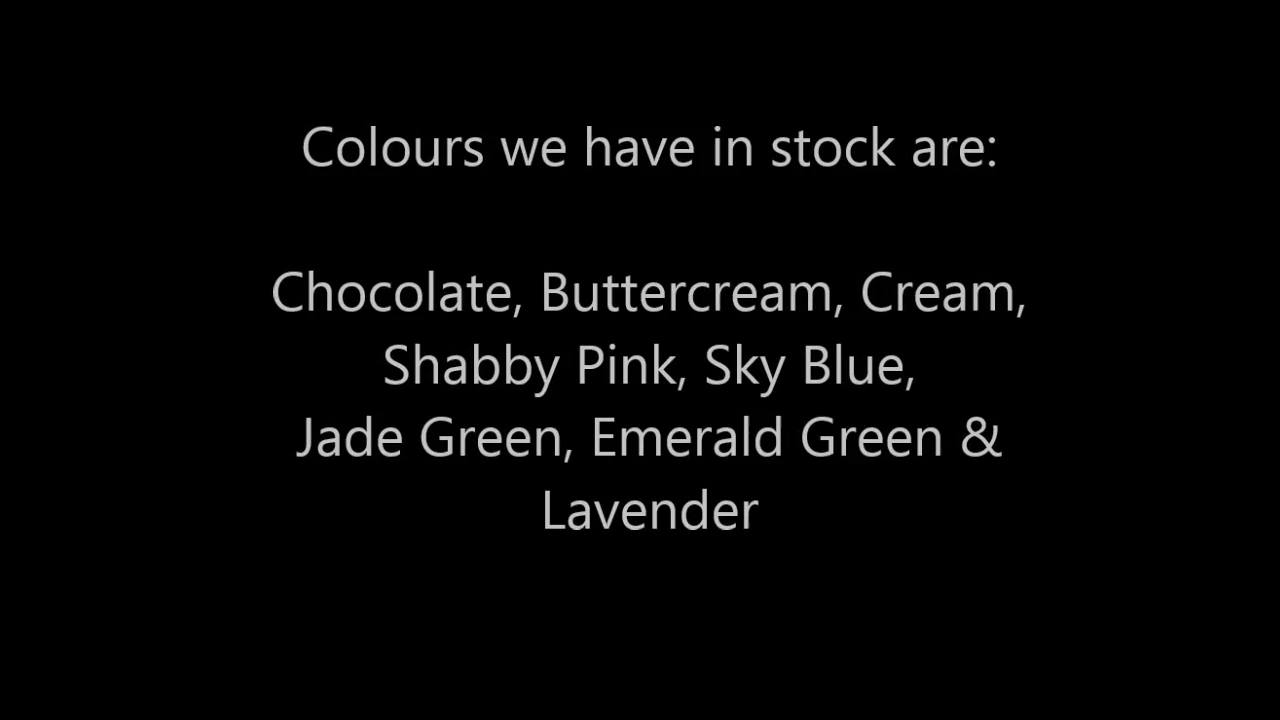 Colours we have in stock are:
Chocolate, Buttercream, Cream,
Shabby Pink, Sky Blue,
Jade Green, Emerald Green &
Lavender